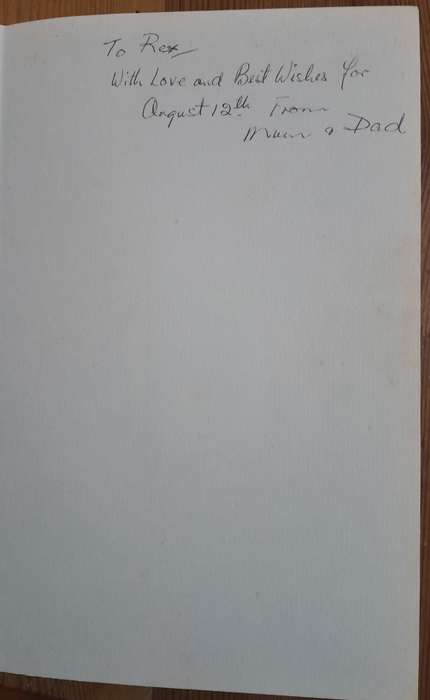 To Rex
With Love and Best Wishes for
August 12th From
Mum & Dad